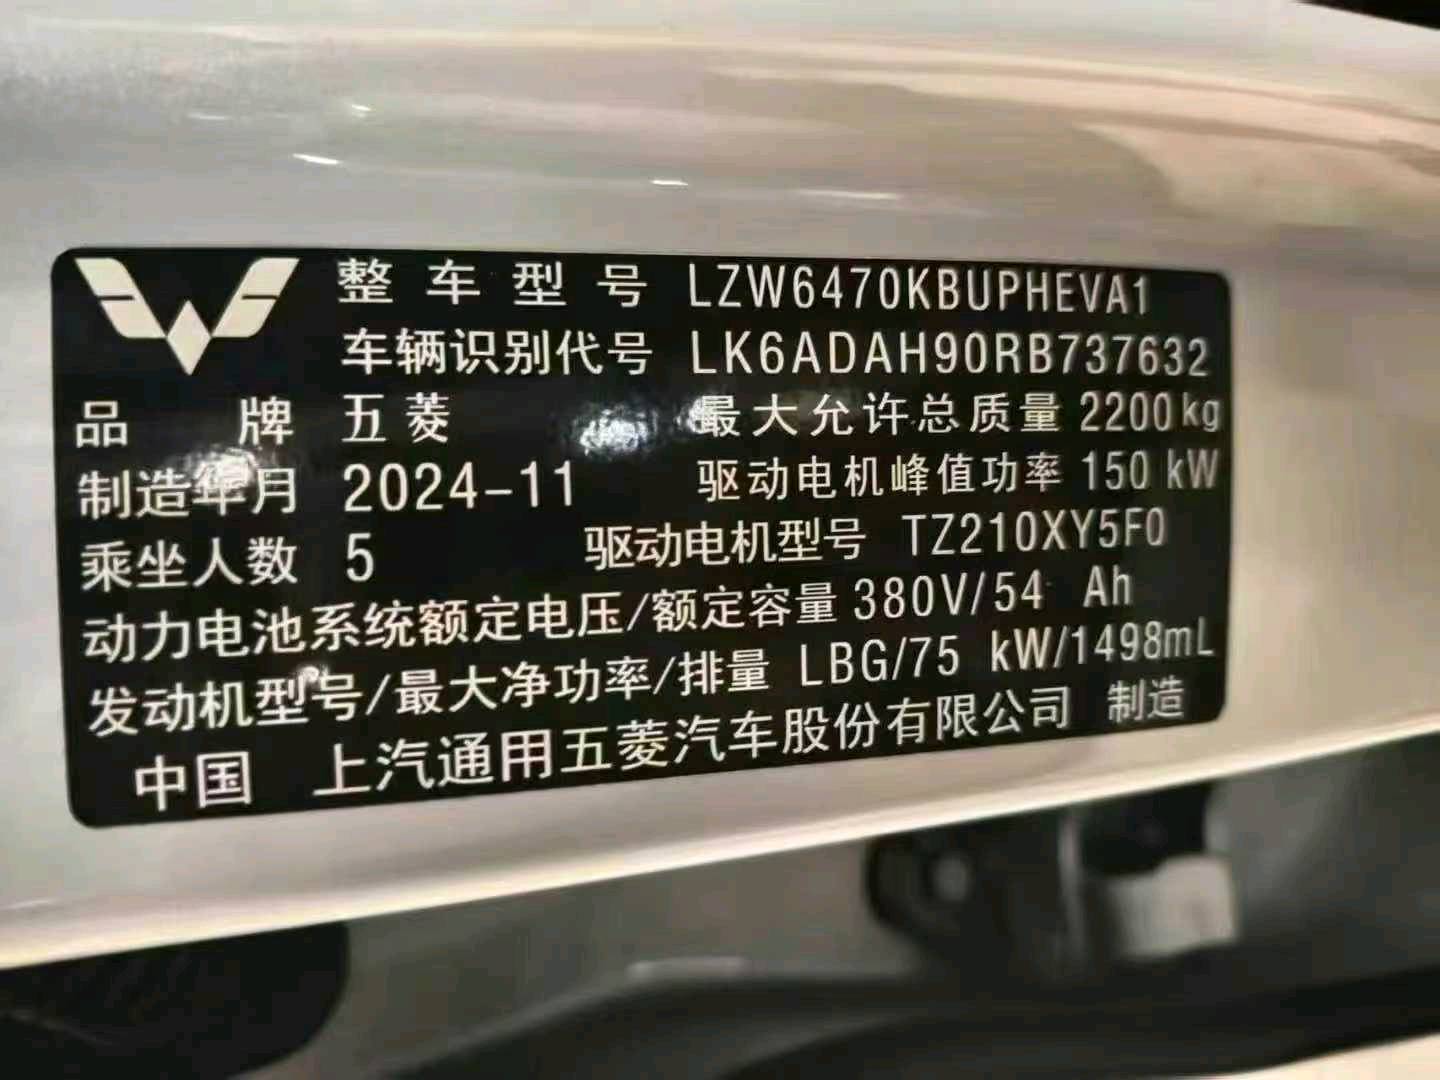 整车型号 LZW6470KBUPHEVA1
车辆识别代号 LK6ADAH90RB737632
品牌 五菱 最大允许总质量 2200kg
制造年月 2024-11 驱动电机峰值功率 150 kW
乘坐人数 5 驱动电机型号 TZ210XY5F0
动力电池系统额定电压/额定容量 380V/54 Ah
发动机型号/最大净功率/排量 LBG/75 kW/1498mL
中国 上汽通用五菱汽车股份有限公司 制造